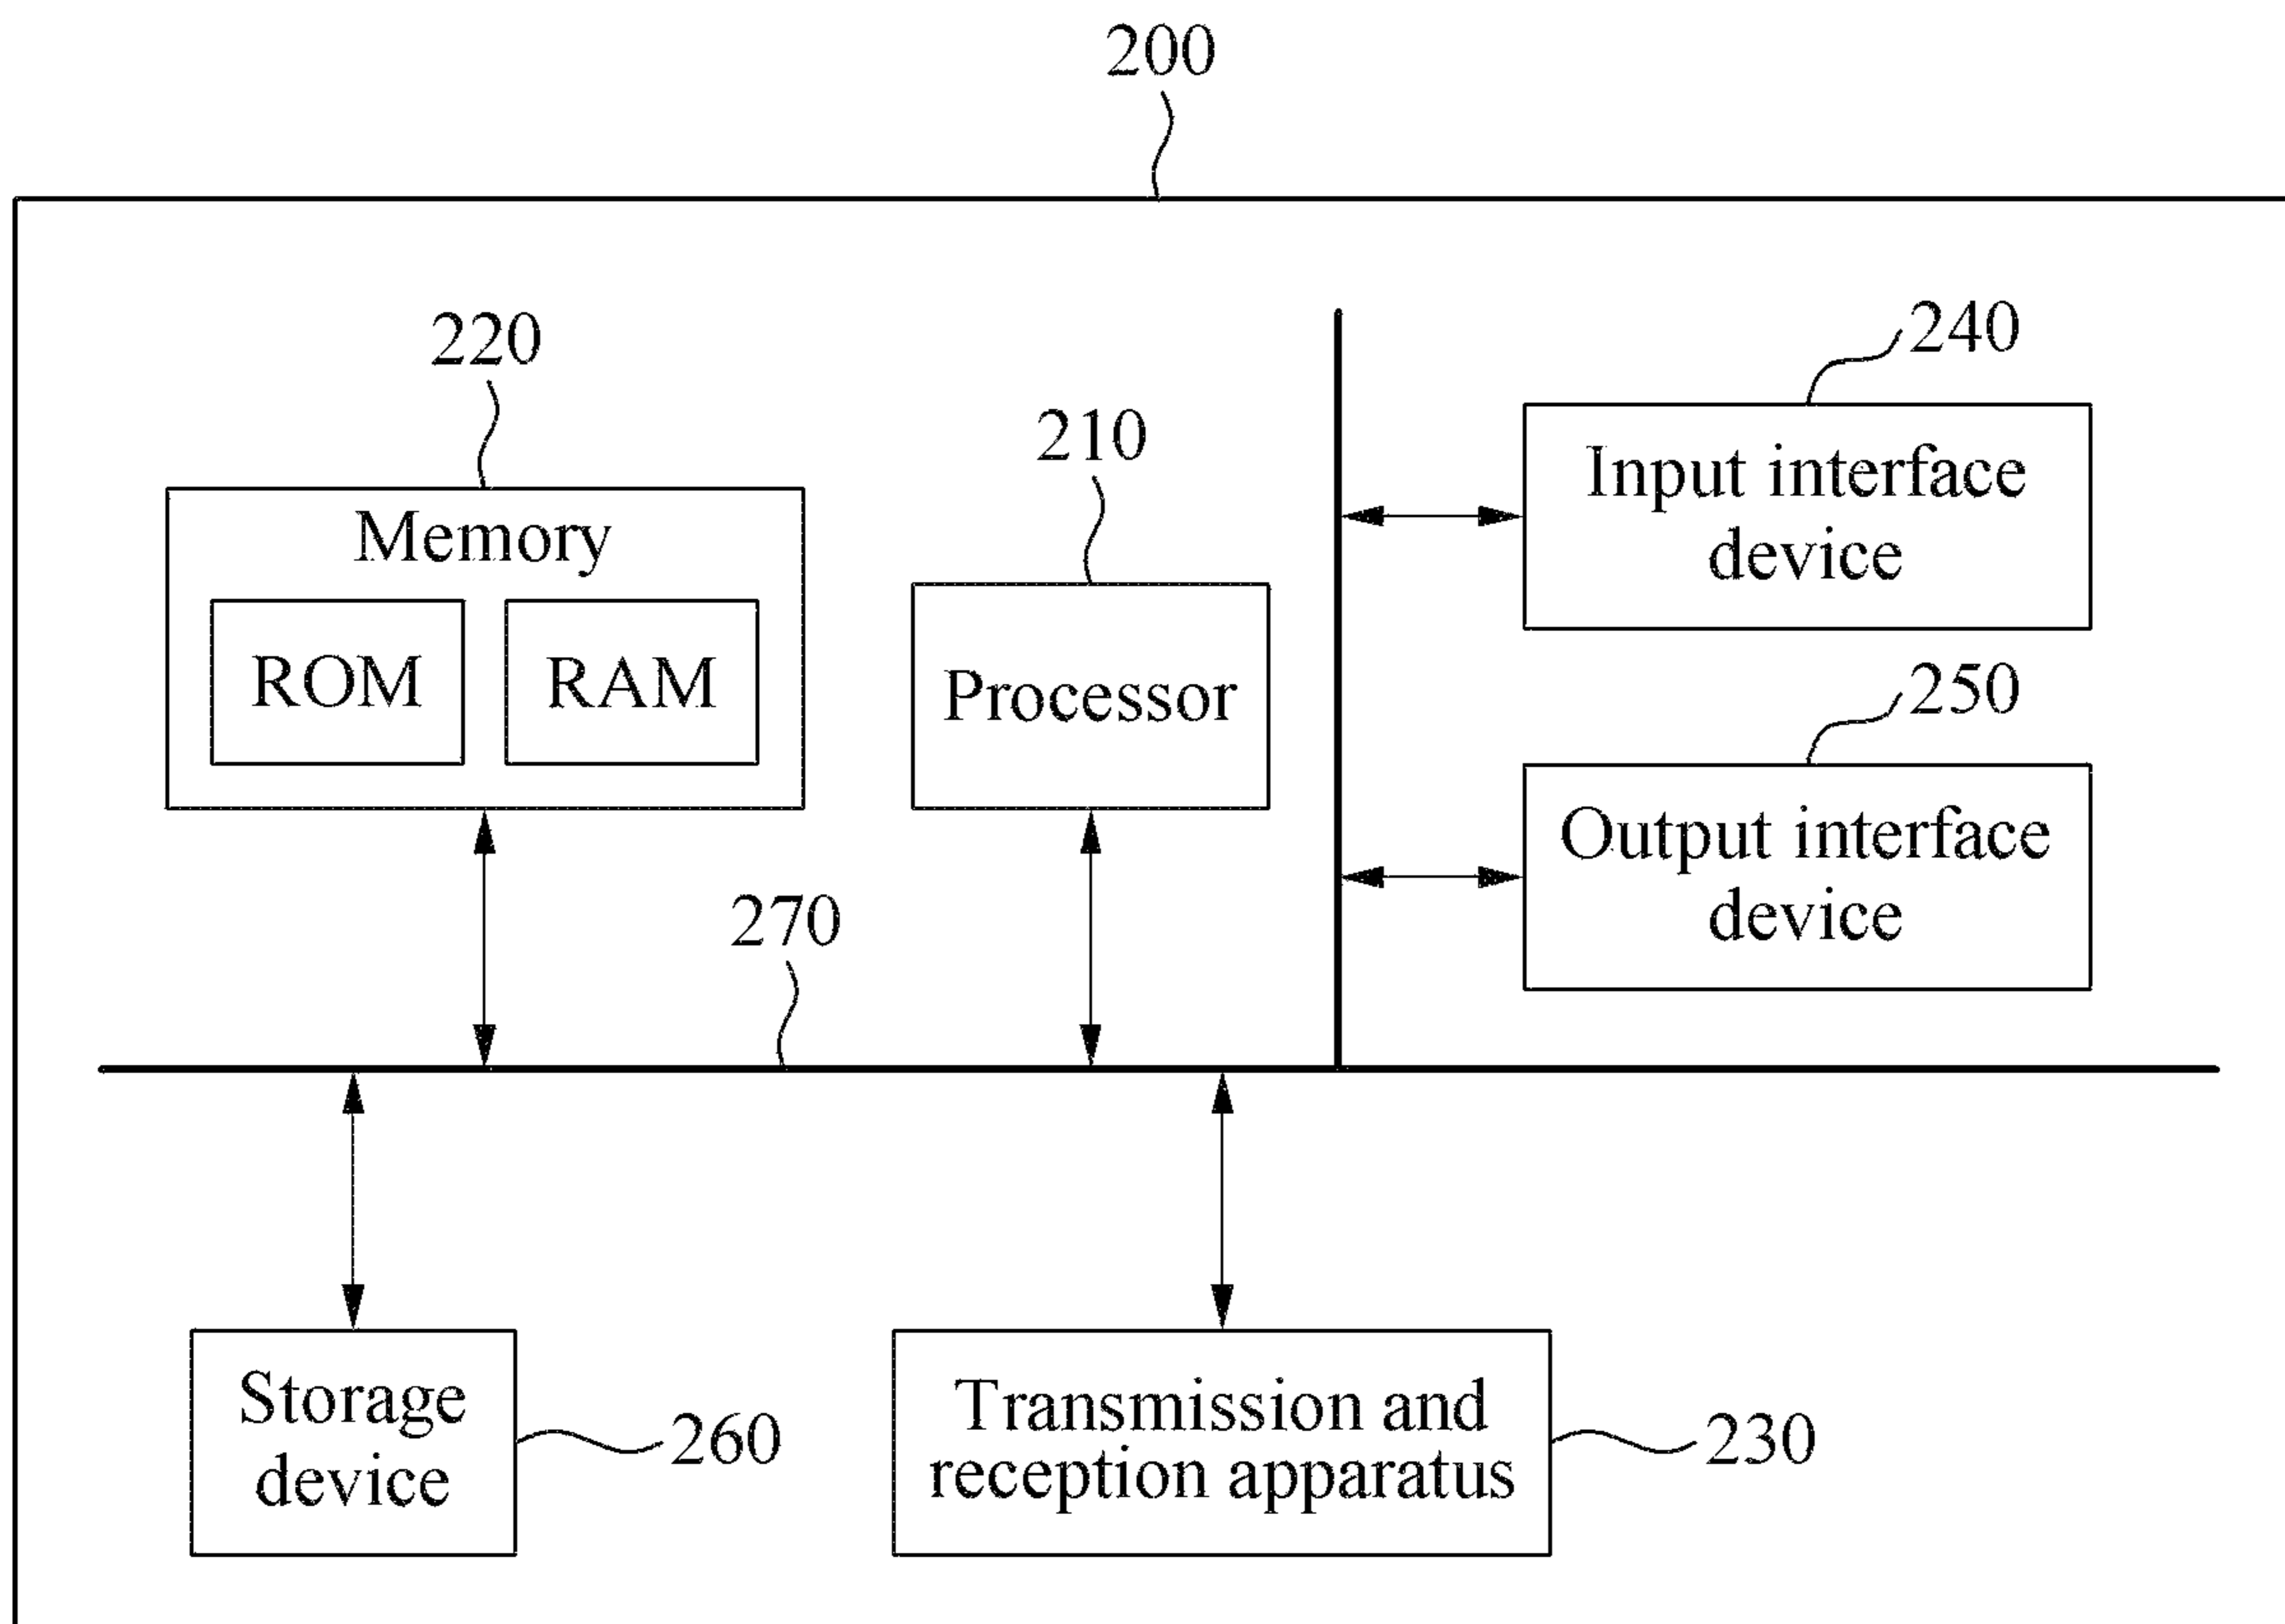 200
220
Memory
ROM
RAM
210
Processor
240
Input interface
device
250
Output interface
device
270
Storage
device
260
Transmission and
reception apparatus
230